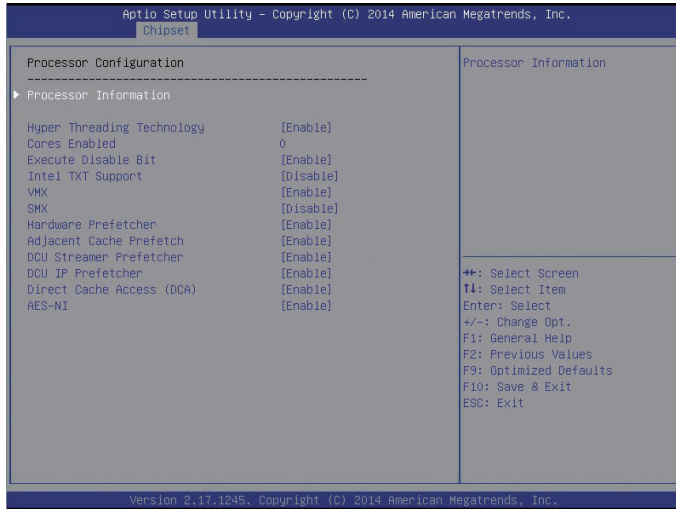 Aptio Setup Utility – Copyright (C) 2014 American Megatrends, Inc.
Chipset
Processor Configuration
------------------------------------------------
▶ Processor Information
Hyper Threading Technology [Enable]
Cores Enabled 0
Execute Disable Bit [Enable]
Intel TXT Support [Disable]
VMX [Enable]
SMX [Disable]
Hardware Prefetcher [Enable]
Adjacent Cache Prefetch [Enable]
DCU Streamer Prefetcher [Enable]
DCU IP Prefetcher [Enable]
Direct Cache Access (DCA) [Enable]
AES-NI [Enable]
Processor Information
→←: Select Screen
↑↓: Select Item
Enter: Select
+/-: Change Opt.
F1: General Help
F2: Previous Values
F9: Optimized Defaults
F10: Save & Exit
ESC: Exit
Version 2.17.1245. Copyright (C) 2014 American Megatrends, Inc.